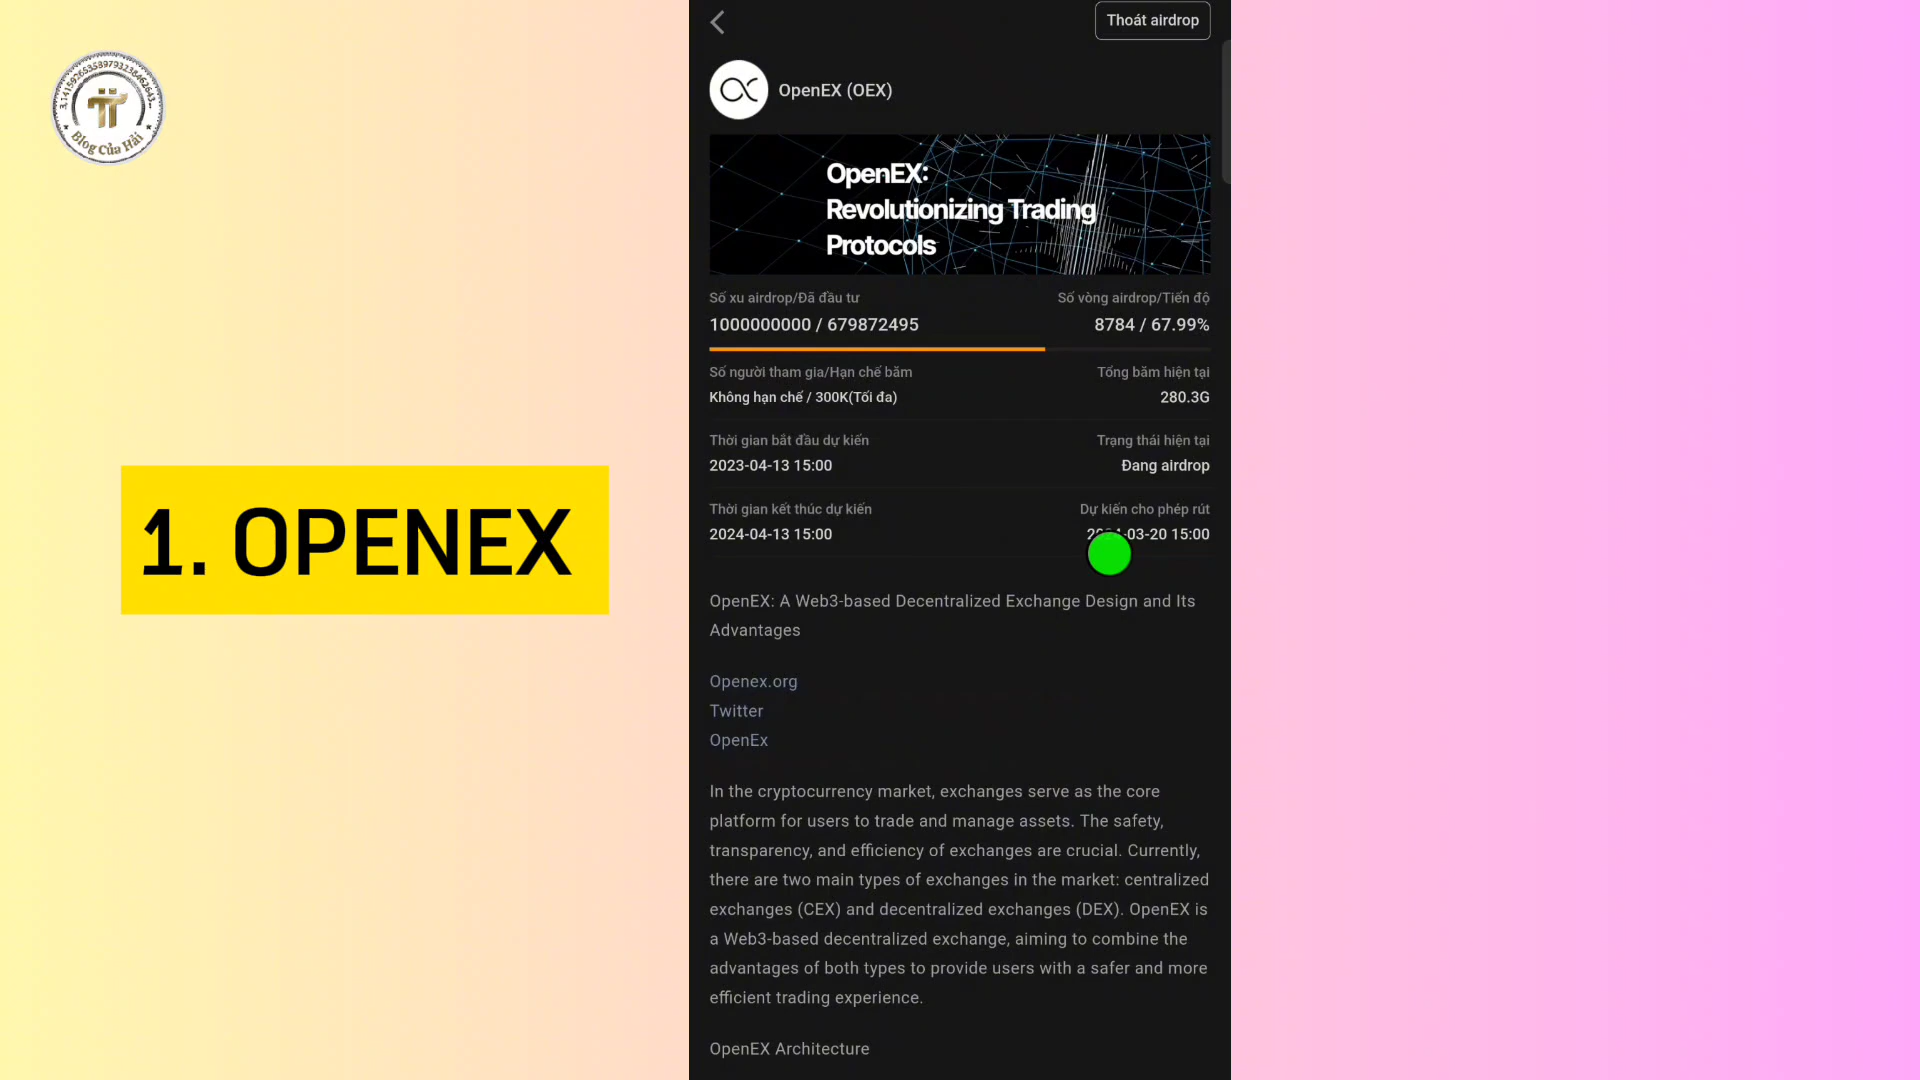 3,14159265358979323846264 3...
Blog Của Hải
1. OPENEX
Thoát airdrop
OpenEX (OEX)
OpenEX:
Revolutionizing Trading
Protocols
Số xu airdrop/Đã đầu tư
Số vòng airdrop/Tiến độ
1000000000 / 679872495
8784 / 67.99%
Số người tham gia/Hạn chế băm
Tổng băm hiện tại
Không hạn chế / 300K(Tối đa)
280.3G
Thời gian bắt đầu dự kiến
Trạng thái hiện tại
2023-04-13 15:00
Đang airdrop
Thời gian kết thúc dự kiến
Dự kiến cho phép rút
2024-04-13 15:00
2024-03-20 15:00
OpenEX: A Web3-based Decentralized Exchange Design and Its
Advantages
Openex.org
Twitter
OpenEx
In the cryptocurrency market, exchanges serve as the core
platform for users to trade and manage assets. The safety,
transparency, and efficiency of exchanges are crucial. Currently,
there are two main types of exchanges in the market: centralized
exchanges (CEX) and decentralized exchanges (DEX). OpenEX is
a Web3-based decentralized exchange, aiming to combine the
advantages of both types to provide users with a safer and more
efficient trading experience.
OpenEX Architecture